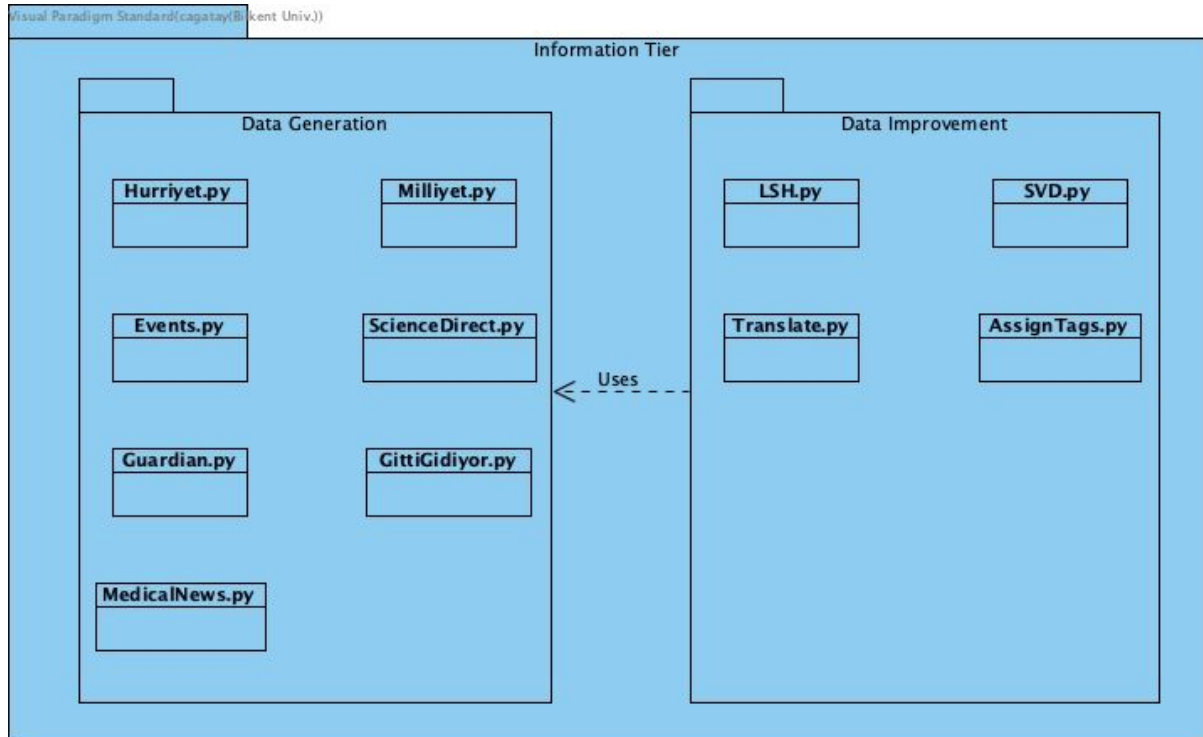 Visual Paradigm Standard(cagatay(Bilkent Univ.))
Information Tier
Data Generation
Hurriyet.py
Milliyet.py
Events.py
ScienceDirect.py
Guardian.py
GittiGidiyor.py
MedicalNews.py
Uses
Data Improvement
LSH.py
SVD.py
Translate.py
AssignTags.py